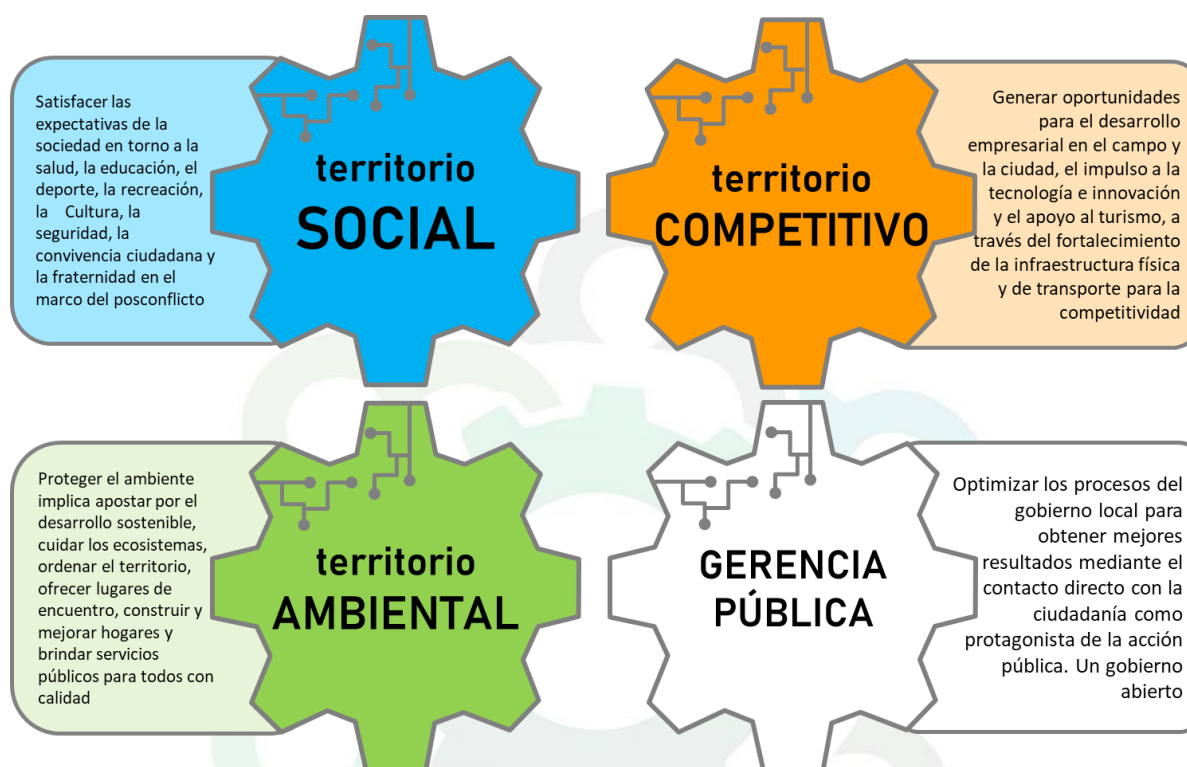 Satisfacer las
expectativas de la
sociedad en torno a la
salud, la educación, el
deporte, la recreación,
la Cultura, la
seguridad, la
convivencia ciudadana y
la fraternidad en el
marco del posconflicto
territorio
SOCIAL
territorio
COMPETITIVO
Generar oportunidades
para el desarrollo
empresarial en el campo y
la ciudad, el impulso a la
tecnología e innovación
y el apoyo al turismo, a
través del fortalecimiento
de la infraestructura física
y de transporte para la
competitividad
Proteger el ambiente
implica apostar por el
desarrollo sostenible,
cuidar los ecosistemas,
ordenar el territorio,
ofrecer lugares de
encuentro, construir y
mejorar hogares y
brindar servicios
públicos para todos con
calidad
territorio
AMBIENTAL
GERENCIA
PÚBLICA
Optimizar los procesos del
gobierno local para
obtener mejores
resultados mediante el
contacto directo con la
ciudadanía como
protagonista de la acción
pública. Un gobierno
abierto